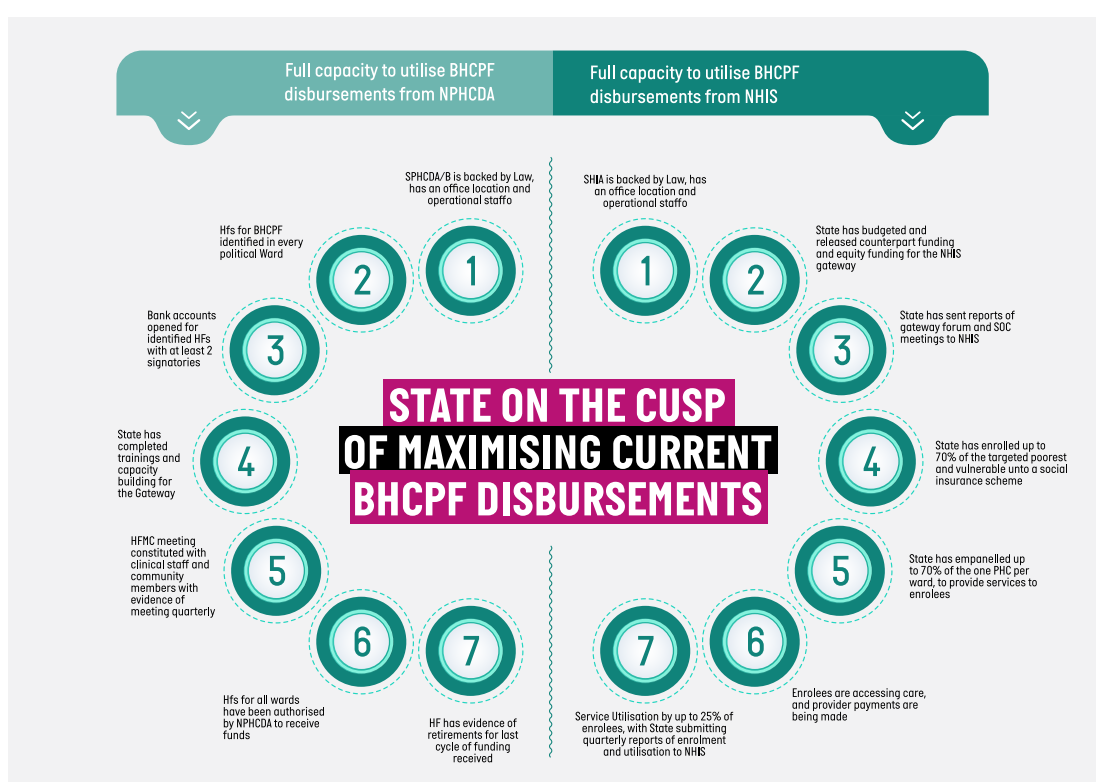 Full capacity to utilise BHCPF
disbursements from NPHCDA
Full capacity to utilise BHCPF
disbursements from NHIS
SPHCDA/B is backed by Law,
has an office location and
operational staffo
1
Hfs for BHCPF
identified in every
political Ward
2
Bank accounts
opened for
identified HFs
with at least 2
signatories
3
State has
completed
trainings and
capacity
building for
the Gateway
4
HFMC meeting
constituted with
clinical staff and
community
members with
evidence of
meeting quarterly
5
Hfs for all wards
have been authorised
by NPHCDA to receive
funds
6
HF has evidence of
retirements for last
cycle of funding
received
7
STATE ON THE CUSP
OF MAXIMISING CURRENT
BHCPF DISBURSEMENTS
SHIA is backed by Law, has
an office location and
operational staffo
1
State has budgeted and
released counterpart funding
and equity funding for the NHIS
gateway
2
State has sent reports of
gateway forum and SOC
meetings to NHIS
3
State has enrolled up to
70% of the targeted poorest
and vulnerable unto a social
insurance scheme
4
State has empanelled up
to 70% of the one PHC per
ward, to provide services to
enrolees
5
Enrolees are accessing care,
and provider payments are
being made
6
Service Utilisation by up to 25% of
enrolees, with State submitting
quarterly reports of enrolment
and utilisation to NHIS
7